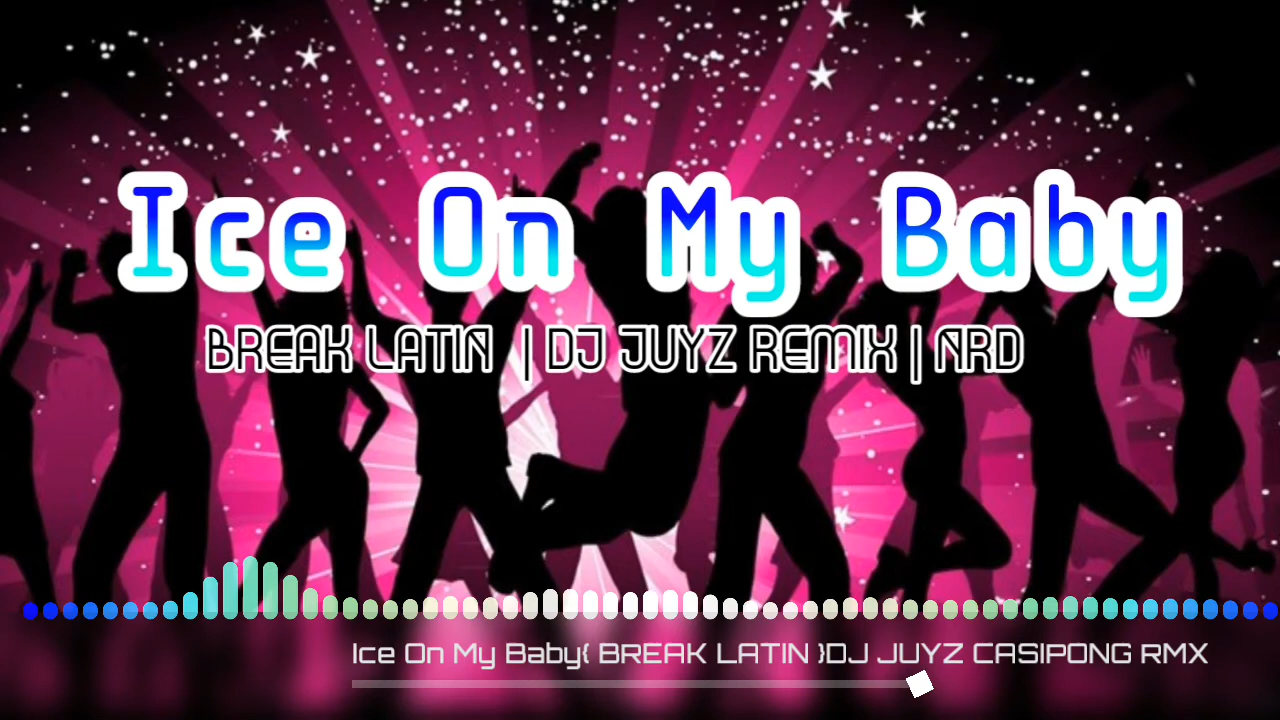 Ice On My Baby
BREAK LATIN | DJ JUYZ REMIX | NRD
Ice On My Baby{ BREAK LATIN }DJ JUYZ CASIPONG RMX